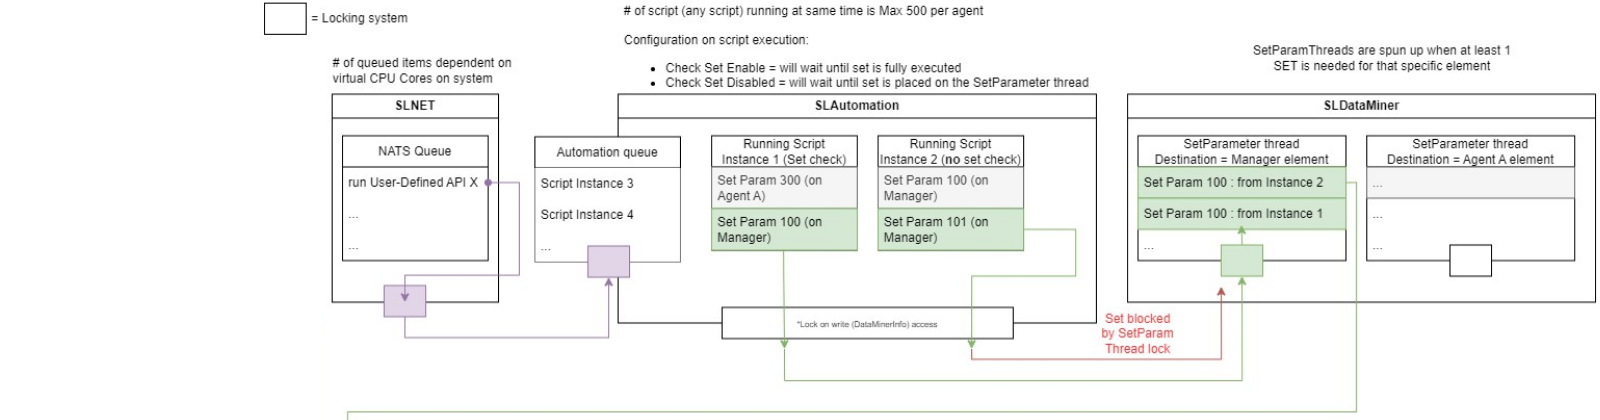 = Locking system
# of script (any script) running at same time is Max 500 per agent
Configuration on script execution:
• Check Set Enable = will wait until set is fully executed
• Check Set Disabled = will wait until set is placed on the SetParameter thread
# of queued items dependent on
virtual CPU Cores on system
SetParamThreads are spun up when at least 1
SET is needed for that specific element
SLNET
NATS Queue
run User-Defined API X
...
...
SLAutomation
Automation queue
Script Instance 3
Script Instance 4
...
Running Script
Instance 1 (Set check)
Set Param 300 (on
Agent A)
Set Param 100 (on
Manager)
Running Script
Instance 2 (no set check)
Set Param 100 (on
Manager)
Set Param 101 (on
Manager)
*Lock on write (DataMinerInfo) access
SLDataMiner
SetParameter thread
Destination = Manager element
Set Param 100 : from Instance 2
Set Param 100 : from Instance 1
...
SetParameter thread
Destination = Agent A element
...
...
...
Set blocked
by SetParam
Thread lock